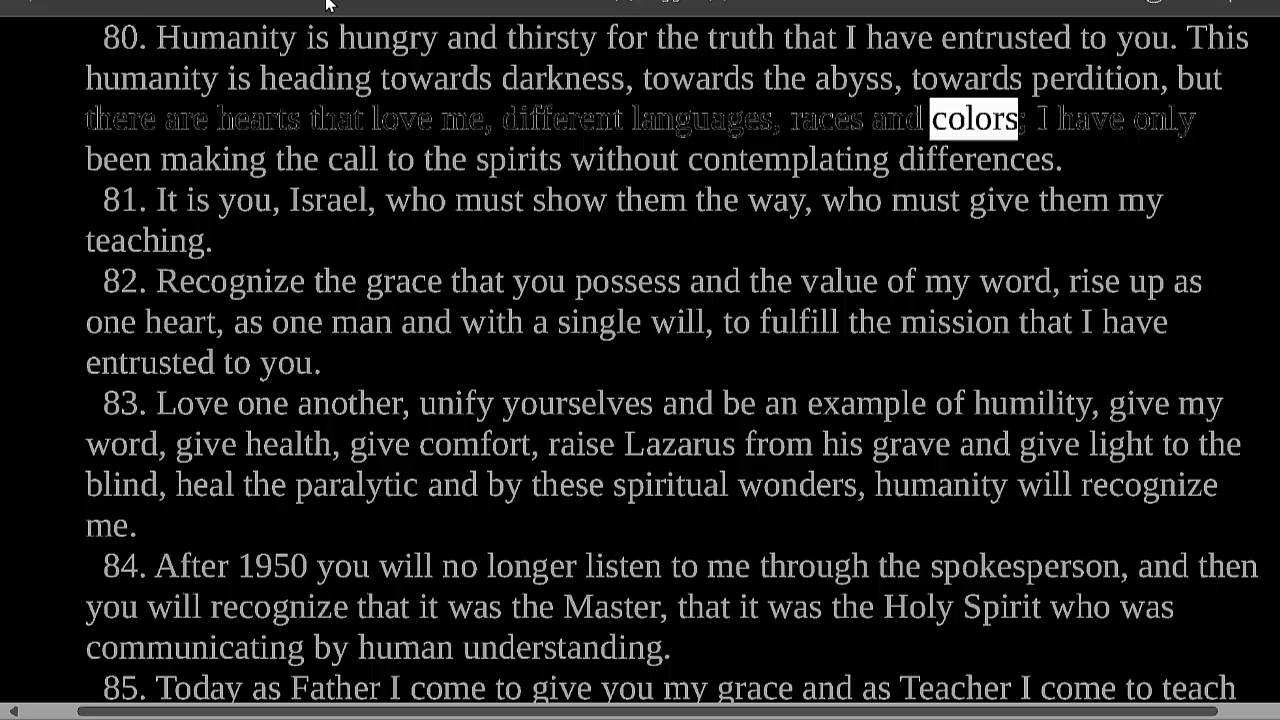 80. Humanity is hungry and thirsty for the truth that I have entrusted to you. This
humanity is heading towards darkness, towards the abyss, towards perdition, but
there are hearts that love me, different languages, races and colors; I have only
been making the call to the spirits without contemplating differences.
81. It is you, Israel, who must show them the way, who must give them my
teaching.
82. Recognize the grace that you possess and the value of my word, rise up as
one heart, as one man and with a single will, to fulfill the mission that I have
entrusted to you.
83. Love one another, unify yourselves and be an example of humility, give my
word, give health, give comfort, raise Lazarus from his grave and give light to the
blind, heal the paralytic and by these spiritual wonders, humanity will recognize
me.
84. After 1950 you will no longer listen to me through the spokesperson, and then
you will recognize that it was the Master, that it was the Holy Spirit who was
communicating by human understanding.
85. Today as Father I come to give you my grace and as Teacher I come to teach